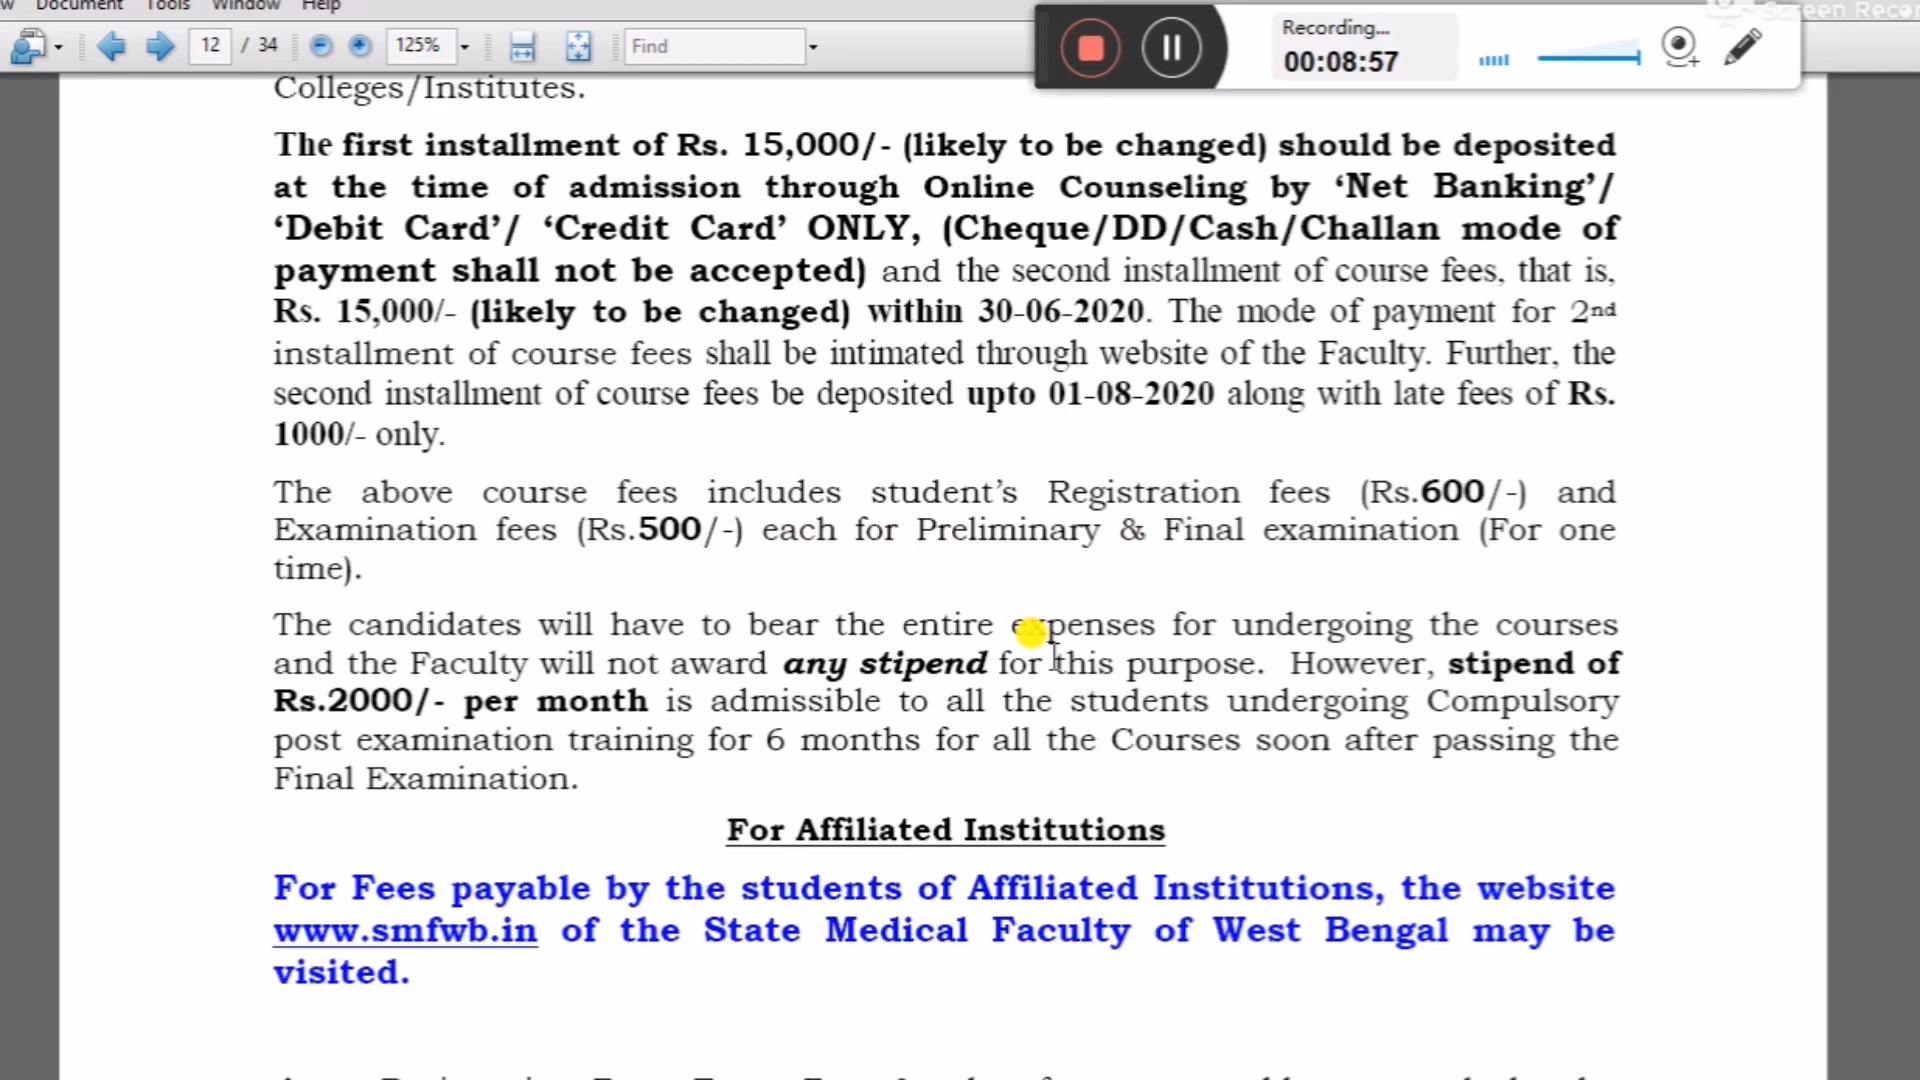 w Document Tools Window Help
12 / 34 125% Find
Recording...
00:08:57
Screen Recor
Colleges/Institutes.
The first installment of Rs. 15,000/- (likely to be changed) should be deposited
at the time of admission through Online Counseling by ‘Net Banking’/
‘Debit Card’/ ‘Credit Card’ ONLY, (Cheque/DD/Cash/Challan mode of
payment shall not be accepted) and the second installment of course fees, that is,
Rs. 15,000/- (likely to be changed) within 30-06-2020. The mode of payment for 2nd
installment of course fees shall be intimated through website of the Faculty. Further, the
second installment of course fees be deposited upto 01-08-2020 along with late fees of Rs.
1000/- only.
The above course fees includes student’s Registration fees (Rs.600/-) and
Examination fees (Rs.500/-) each for Preliminary & Final examination (For one
time).
The candidates will have to bear the entire expenses for undergoing the courses
and the Faculty will not award any stipend for this purpose. However, stipend of
Rs.2000/- per month is admissible to all the students undergoing Compulsory
post examination training for 6 months for all the Courses soon after passing the
Final Examination.
For Affiliated Institutions
For Fees payable by the students of Affiliated Institutions, the website
www.smfwb.in of the State Medical Faculty of West Bengal may be
visited.